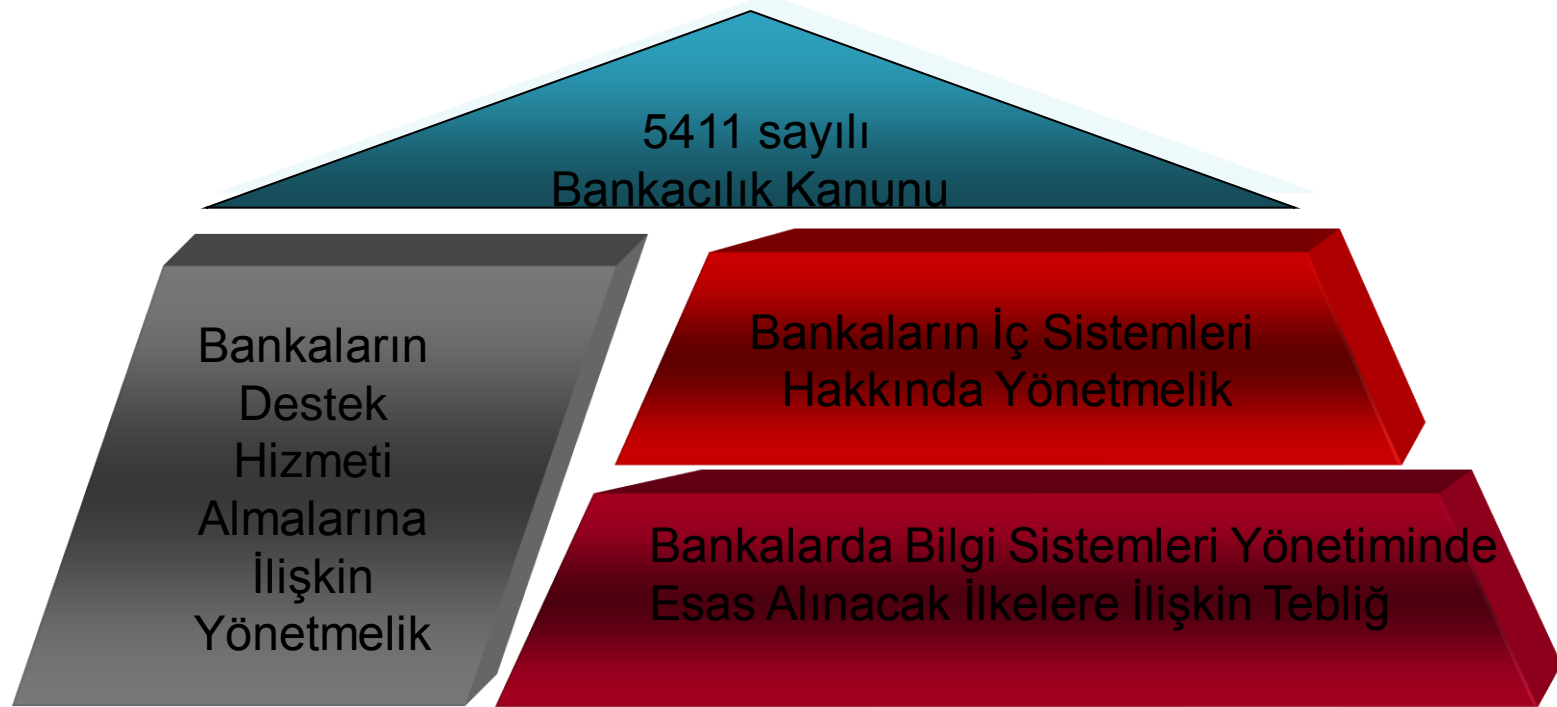 5411 sayılı
Bankacılık Kanunu
Bankaların
Destek
Hizmeti
Almalarına
İlişkin
Yönetmelik
Bankaların İç Sistemleri
Hakkında Yönetmelik
Bankalarda Bilgi Sistemleri Yönetiminde
Esas Alınacak İlkelere İlişkin Tebliğ